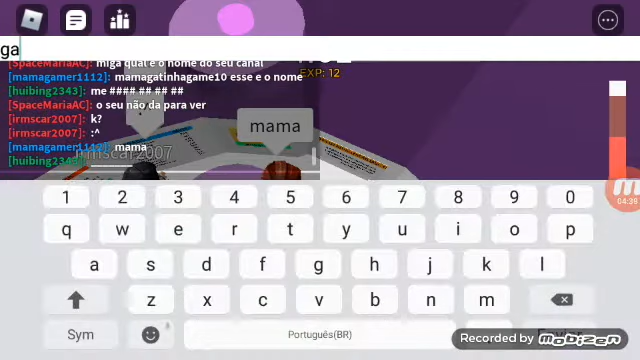 ga
[SpaceMariaAC]: miga qual e o nome do seu canal
[mamagamer1112]: mamagatinhagame10 esse e o nome
EXP: 12
[huibing2343]: me #### ## ## ##
[SpaceMariaAC]: o seu não da para ver
[irmscar2007]: k?
[irmscar2007]: :^
[mamagamer1112]: mama
mama
irmscar2007
1 2 3 4 5 6 7 8 9 0
q w e r t y u i o p
04:39
a s d f g h j k l
z x c v b n m
Sym
Português(BR)
Recorded by MOBIZEN